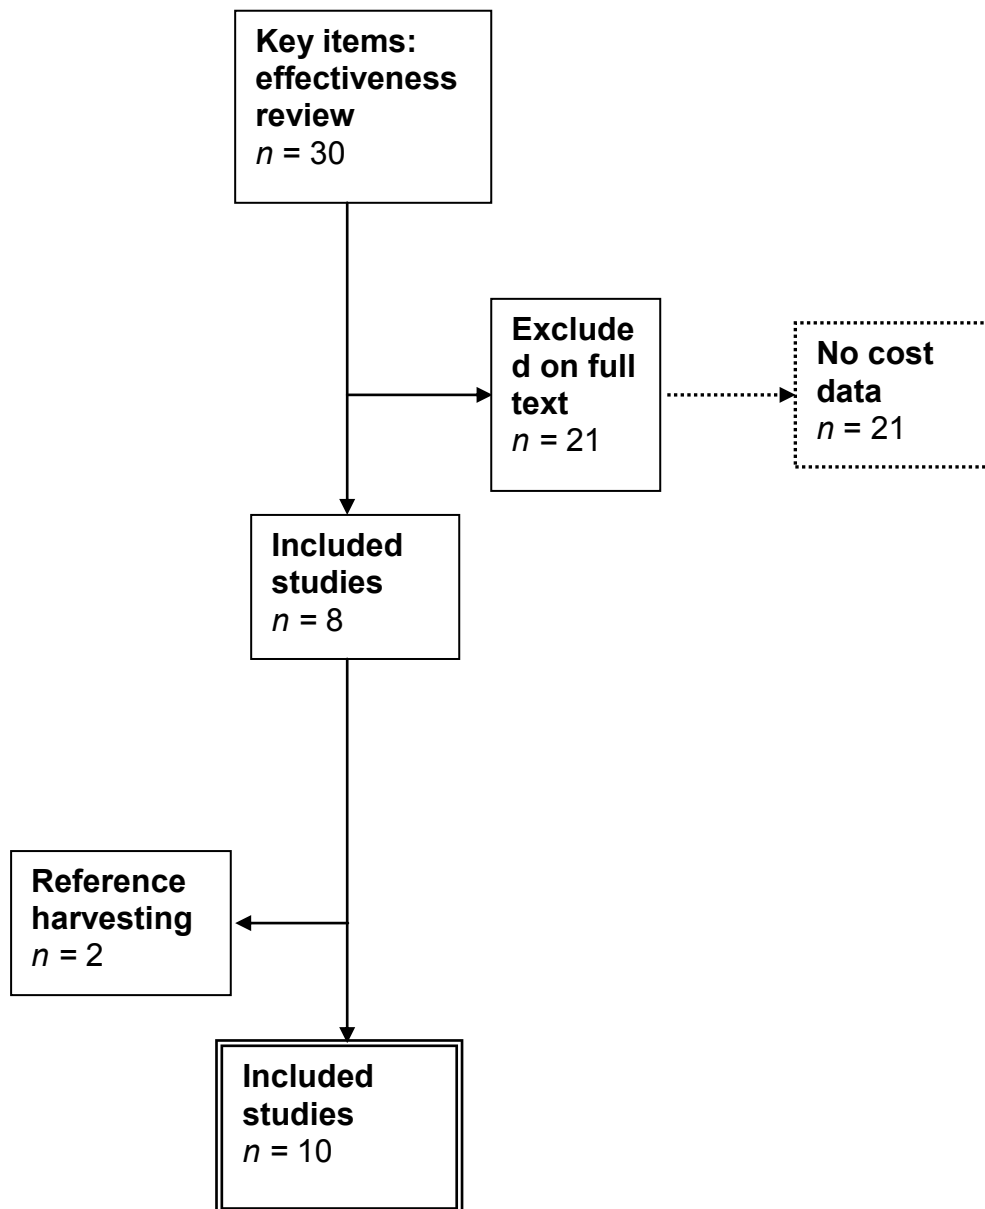 Key items:
effectiveness
review
n = 30
Exclude
d on full
text
n = 21
No cost
data
n = 21
Included
studies
n = 8
Reference
harvesting
n = 2
Included
studies
n = 10